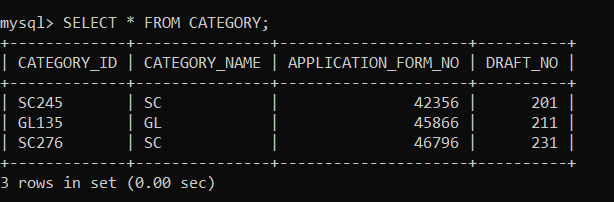 mysql> SELECT * FROM CATEGORY;
+-------------+---------------+---------------------+----------+
| CATEGORY_ID | CATEGORY_NAME | APPLICATION_FORM_NO | DRAFT_NO |
+-------------+---------------+---------------------+----------+
| SC245       | SC            |               42356 |      201 |
| GL135       | GL            |               45866 |      211 |
| SC276       | SC            |               46796 |      231 |
+-------------+---------------+---------------------+----------+
3 rows in set (0.00 sec)